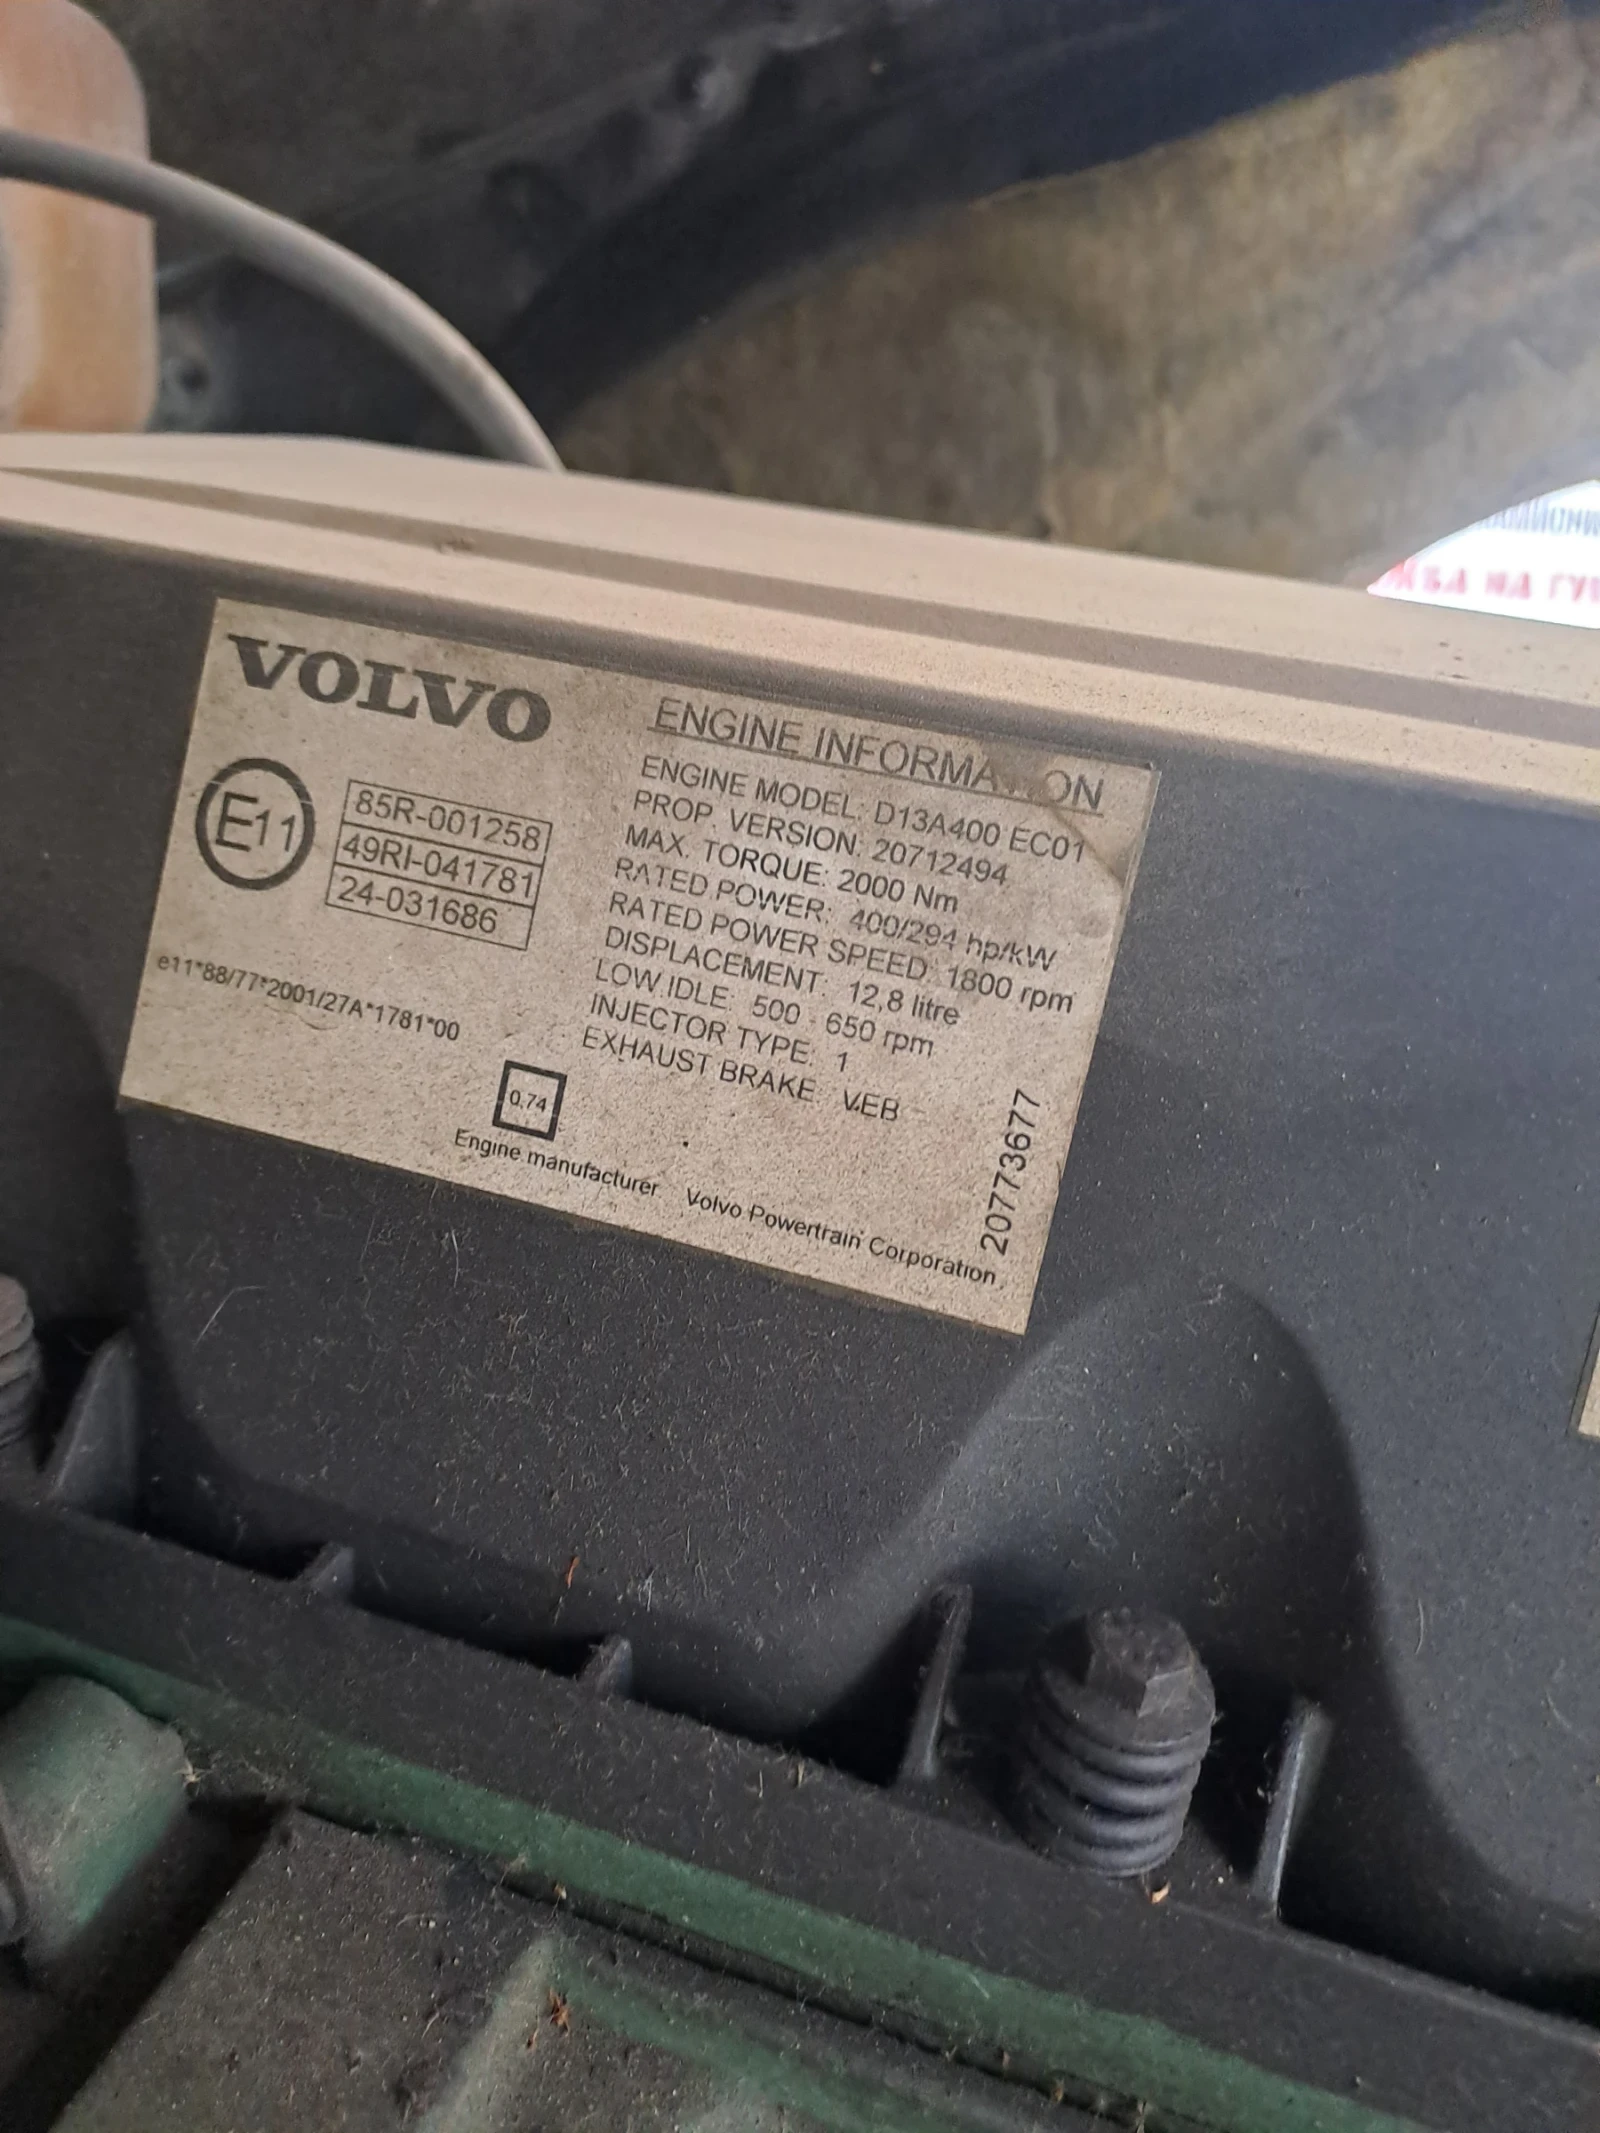 VOLVO
E11
85R-001258
49RI-041781
24-031686
e11*88/77*2001/27A*1781*00
ENGINE INFORMATION
ENGINE MODEL: D13A400 EC01
PROP. VERSION: 20712494
MAX. TORQUE: 2000 Nm
RATED POWER: 400/294 hp/kW
RATED POWER SPEED: 1800 rpm
DISPLACEMENT: 12,8 litre
LOW IDLE: 500 - 650 rpm
INJECTOR TYPE: 1
EXHAUST BRAKE VEB
0,74
Engine manufacturer Volvo Powertrain Corporation
20773677
НА